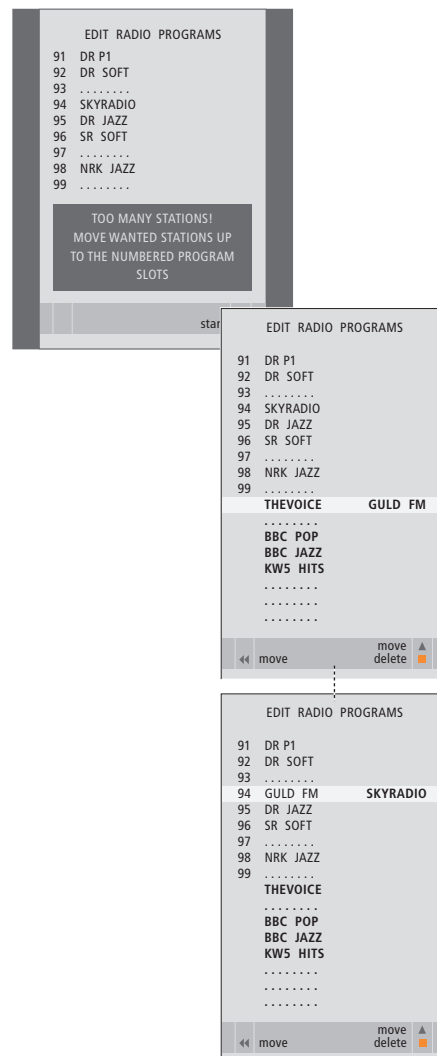 EDIT RADIO PROGRAMS
91 DR P1
92 DR SOFT
93 . . . . . . . .
94 SKYRADIO
95 DR JAZZ
96 SR SOFT
97 . . . . . . . .
98 NRK JAZZ
99 . . . . . . . .
TOO MANY STATIONS!
MOVE WANTED STATIONS UP
TO THE NUMBERED PROGRAM
SLOTS
EDIT RADIO PROGRAMS
91 DR P1
92 DR SOFT
93 . . . . . . . .
94 SKYRADIO
95 DR JAZZ
96 SR SOFT
97 . . . . . . . .
98 NRK JAZZ
99 . . . . . . . .
THEVOICE GULD FM
. . . . . . . .
BBC POP
BBC JAZZ
KW5 HITS
. . . . . . . .
. . . . . . . .
. . . . . . . .
move ▲
◀◀ move delete
EDIT RADIO PROGRAMS
91 DR P1
92 DR SOFT
93 . . . . . . . .
94 GULD FM SKYRADIO
95 DR JAZZ
96 SR SOFT
97 . . . . . . . .
98 NRK JAZZ
99 . . . . . . . .
THEVOICE
. . . . . . . .
BBC POP
BBC JAZZ
KW5 HITS
. . . . . . . .
. . . . . . . .
. . . . . . . .
move ▲
◀◀ move delete